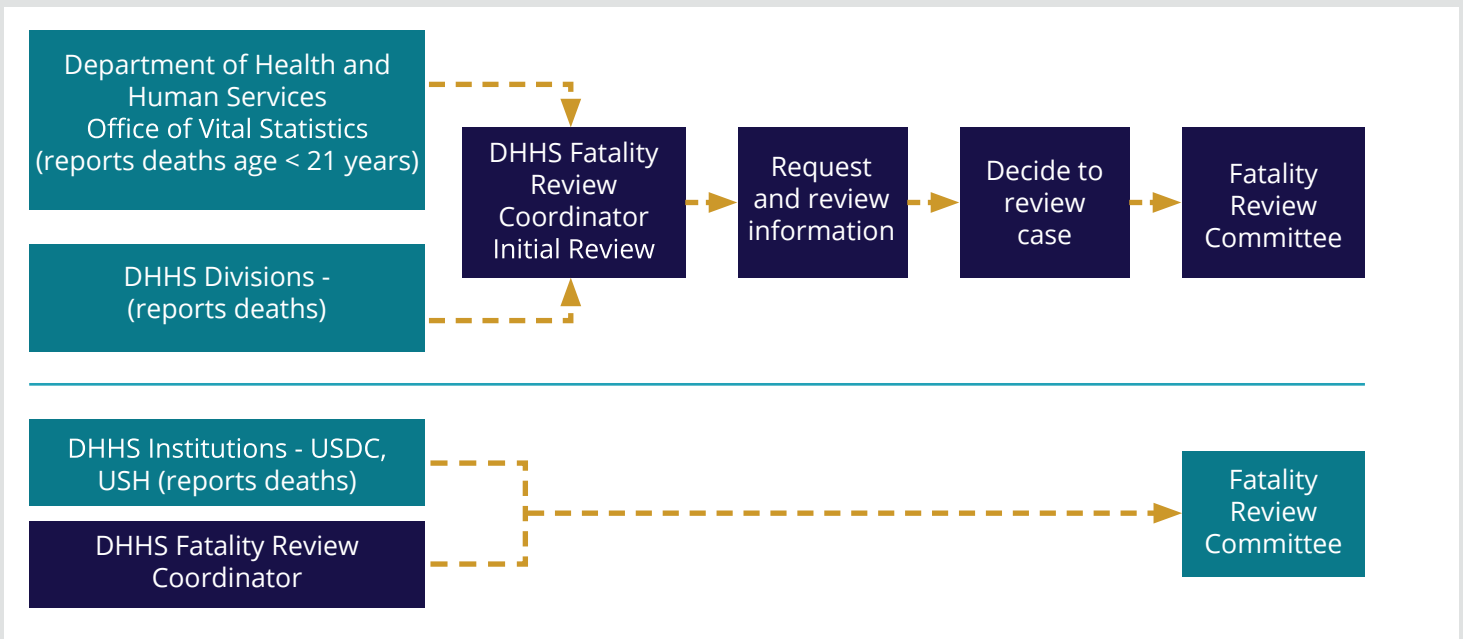 Department of Health and
Human Services
Office of Vital Statistics
(reports deaths age < 21 years)
DHHS Divisions -
(reports deaths)
DHHS Fatality
Review
Coordinator
Initial Review
Request
and review
information
Decide to
review
case
Fatality
Review
Committee
DHHS Institutions - USDC,
USH (reports deaths)
DHHS Fatality Review
Coordinator
Fatality
Review
Committee